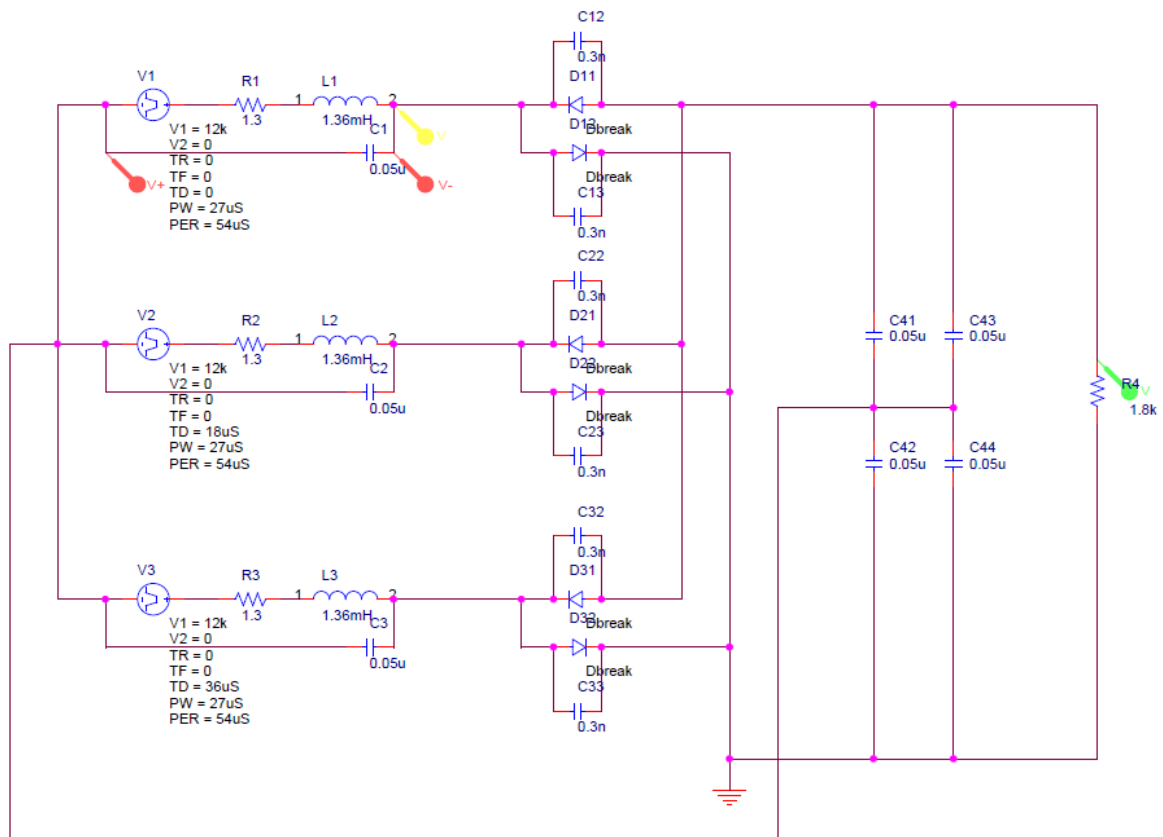 C12
0.3n
D11
V1
R1
1.3
1
L1
1.36mH
2
C1
0.05u
V
V1 = 12k
V2 = 0
TR = 0
TF = 0
TD = 0
PW = 27uS
PER = 54uS
V+
V-
D12
Dbreak
C13
0.3n
C22
0.3n
D21
V2
R2
1.3
1
L2
1.36mH
2
C2
0.05u
V1 = 12k
V2 = 0
TR = 0
TF = 0
TD = 18uS
PW = 27uS
PER = 54uS
D22
Dbreak
Dbreak
C23
0.3n
C32
0.3n
D31
V3
R3
1.3
1
L3
1.36mH
2
C3
0.05u
V1 = 12k
V2 = 0
TR = 0
TF = 0
TD = 36uS
PW = 27uS
PER = 54uS
D32
Dbreak
Dbreak
C33
0.3n
C41
0.05u
C43
0.05u
R4
V
1.8k
C42
0.05u
C44
0.05u